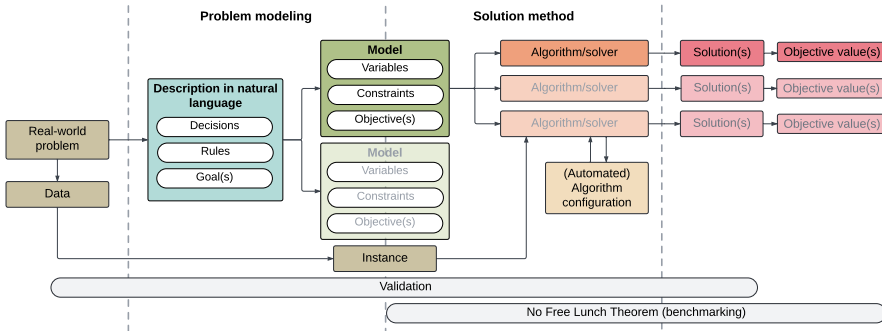 Problem modeling
Solution method
Real-world
problem
Data
Description in natural
language
Decisions
Rules
Goal(s)
Model
Variables
Constraints
Objective(s)
Model
Variables
Constraints
Objective(s)
Instance
Algorithm/solver
Algorithm/solver
Algorithm/solver
(Automated)
Algorithm
configuration
Solution(s)
Objective value(s)
Solution(s)
Objective value(s)
Solution(s)
Objective value(s)
Validation
No Free Lunch Theorem (benchmarking)